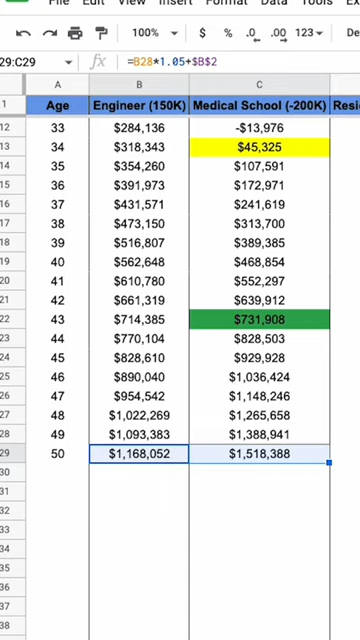 File Edit View Insert Format Data Tools Ex
100% $ % .0 .00 123 De
29:C29 fx =B28*1.05+$B$2
A B C
1 Age Engineer (150K) Medical School (-200K) Resi
12 33 $284,136 -$13,976
13 34 $318,343 $45,325
14 35 $354,260 $107,591
15 36 $391,973 $172,971
16 37 $431,571 $241,619
17 38 $473,150 $313,700
18 39 $516,807 $389,385
19 40 $562,648 $468,854
20 41 $610,780 $552,297
21 42 $661,319 $639,912
22 43 $714,385 $731,908
23 44 $770,104 $828,503
24 45 $828,610 $929,928
25 46 $890,040 $1,036,424
26 47 $954,542 $1,148,246
27 48 $1,022,269 $1,265,658
28 49 $1,093,383 $1,388,941
29 50 $1,168,052 $1,518,388
30
31
32
33
34
35
36
37
38